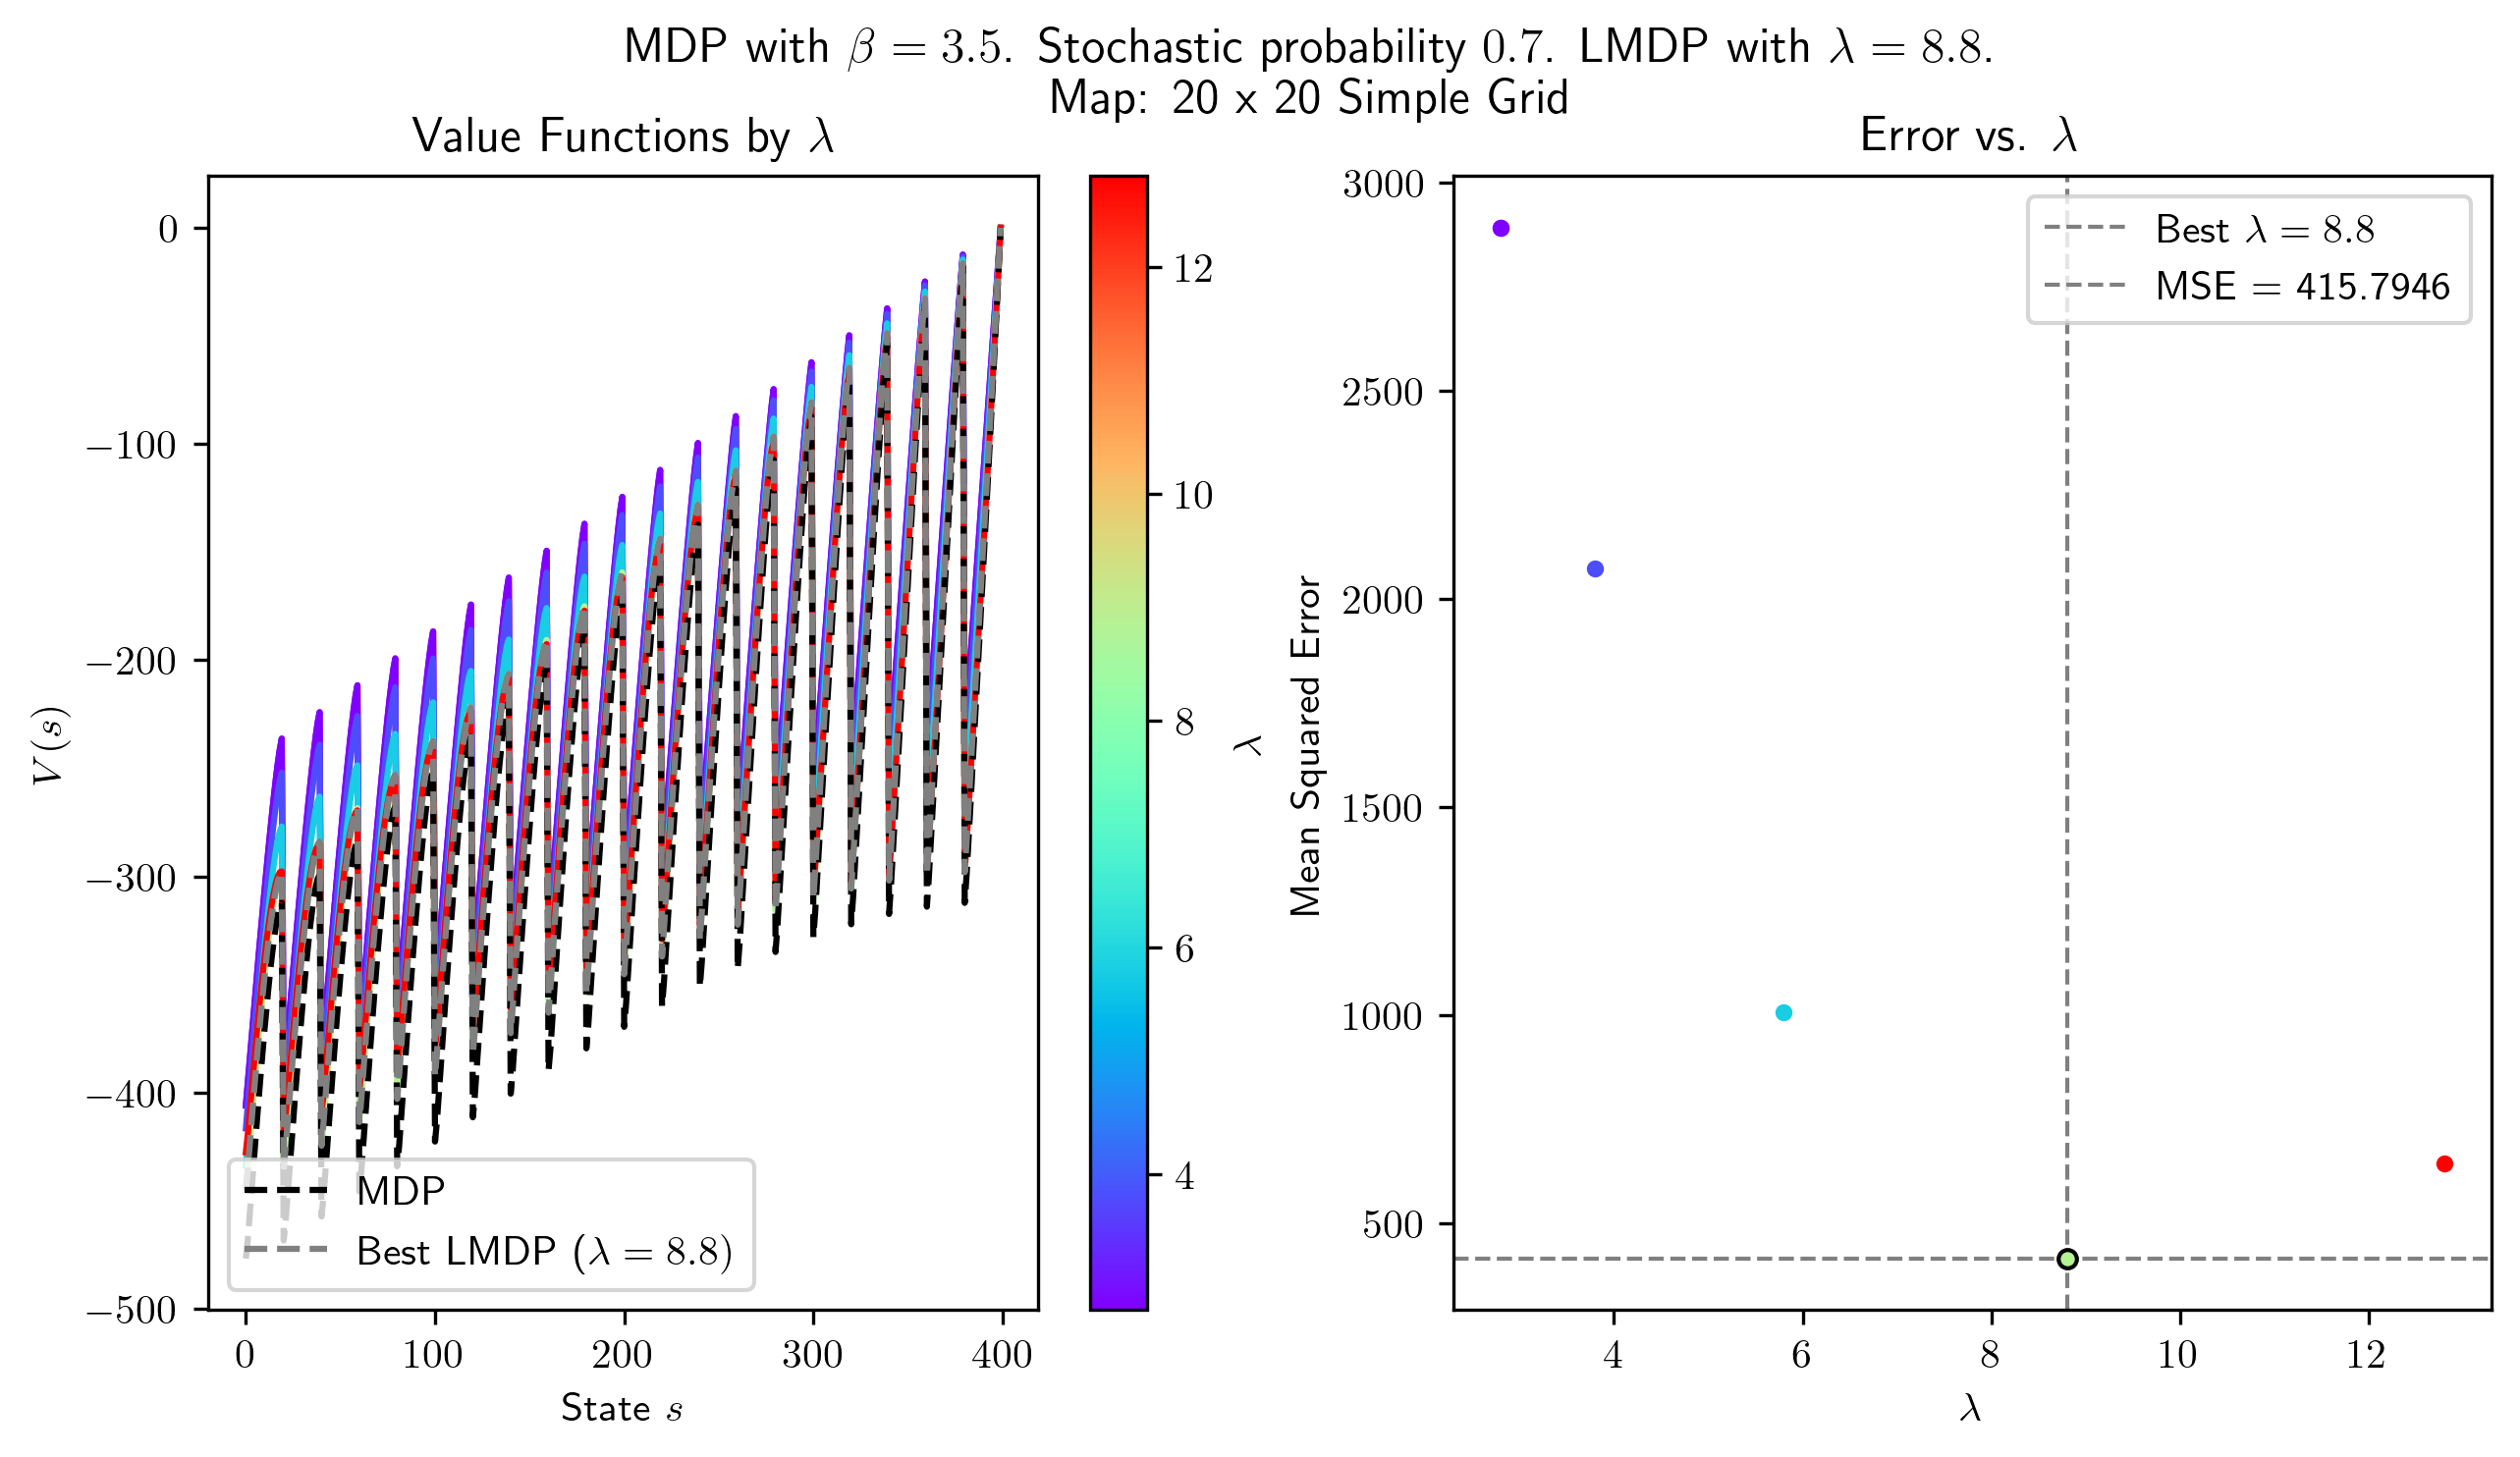 MDP with β = 3.5. Stochastic probability 0.7. LMDP with λ = 8.8.
Map: 20 x 20 Simple Grid
Value Functions by λ
0
−100
−200
−300
−400
−500
V(s)
0 100 200 300 400
State s
MDP
Best LMDP (λ = 8.8)
12
10
8
6
4
λ
Error vs. λ
3000
2500
2000
1500
1000
500
Mean Squared Error
4 6 8 10 12
λ
Best λ = 8.8
MSE = 415.7946